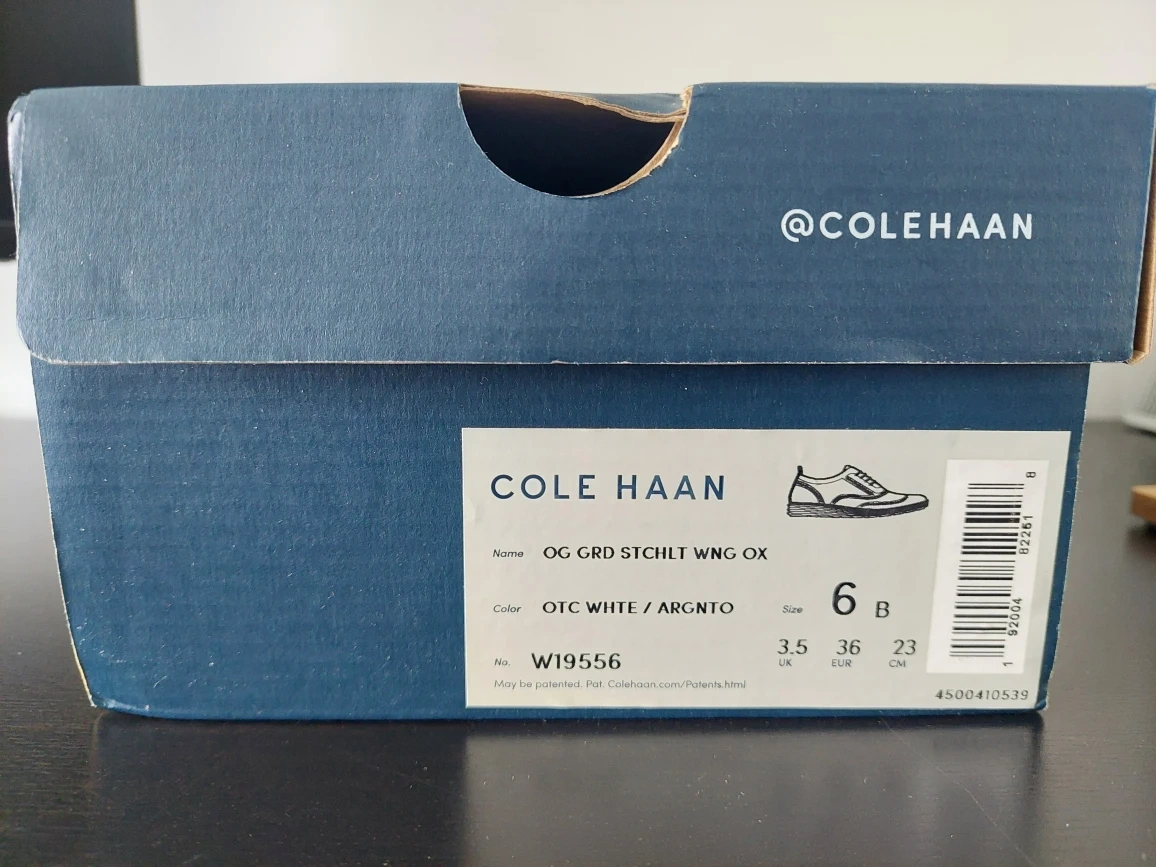 @COLEHAAN
COLE HAAN
Name OG GRD STCHLT WNG OX
Color OTC WHTE / ARGNTO
Size 6 B
3.5 36 23
UK EUR CM
No. W19556
May be patented. Pat. Colehaan.com/Patents.html
1 92004 82251 8
4500410539